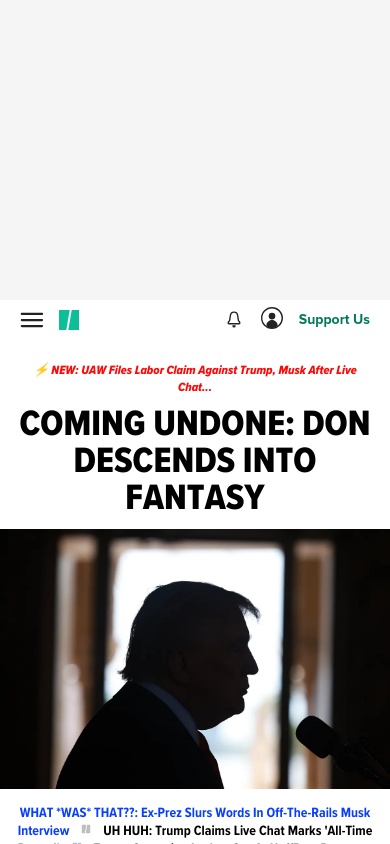 Support Us
⚡ NEW: UAW Files Labor Claim Against Trump, Musk After Live
Chat...
COMING UNDONE: DON
DESCENDS INTO
FANTASY
WHAT *WAS* THAT??: Ex-Prez Slurs Words In Off-The-Rails Musk
Interview UH HUH: Trump Claims Live Chat Marks 'All-Time